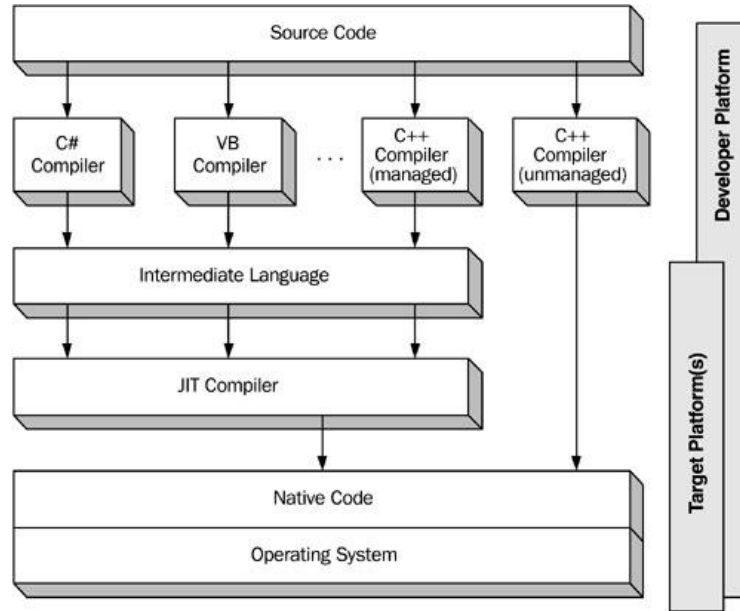 Source Code
C#
Compiler
VB
Compiler
. . .
C++
Compiler
(managed)
C++
Compiler
(unmanaged)
Intermediate Language
JIT Compiler
Native Code
Operating System
Developer Platform
Target Platform(s)